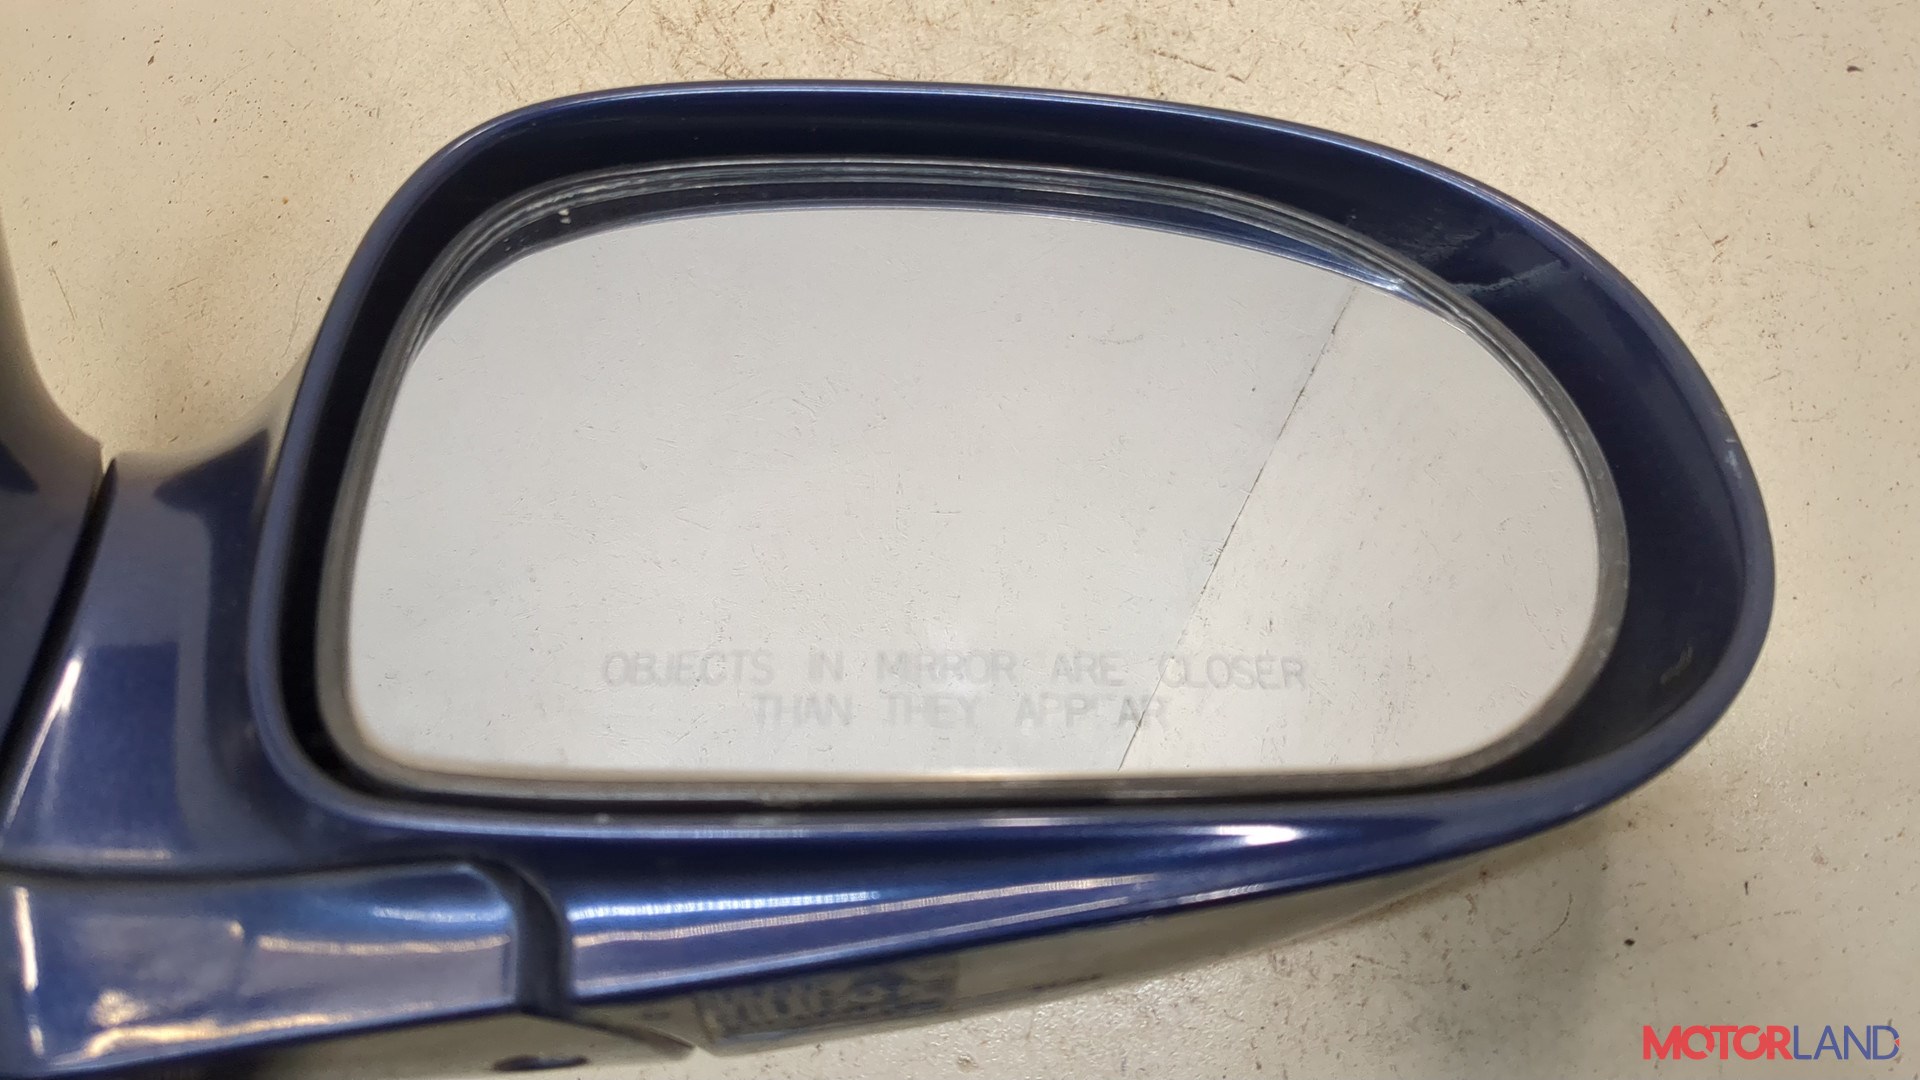 OBJECTS IN MIRROR ARE CLOSER
THAN THEY APPEAR
MOTORLAND